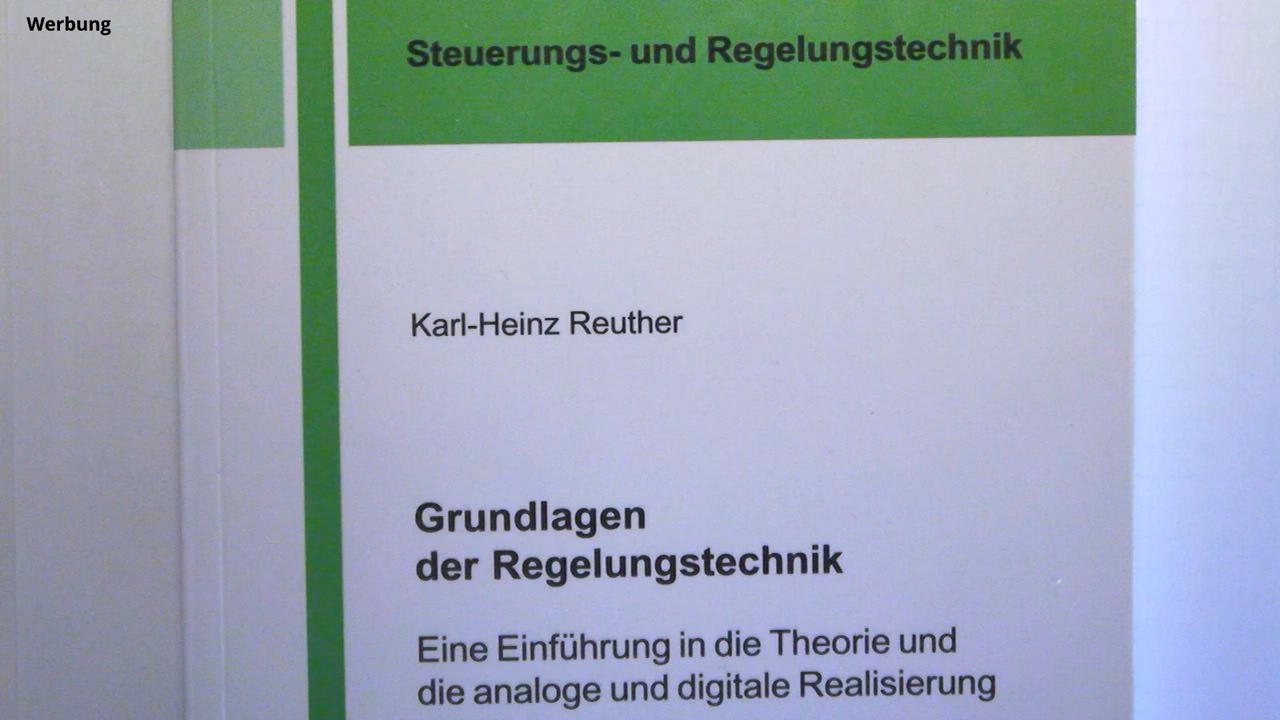 Werbung
Steuerungs- und Regelungstechnik
Karl-Heinz Reuther
Grundlagen
der Regelungstechnik
Eine Einführung in die Theorie und
die analoge und digitale Realisierung